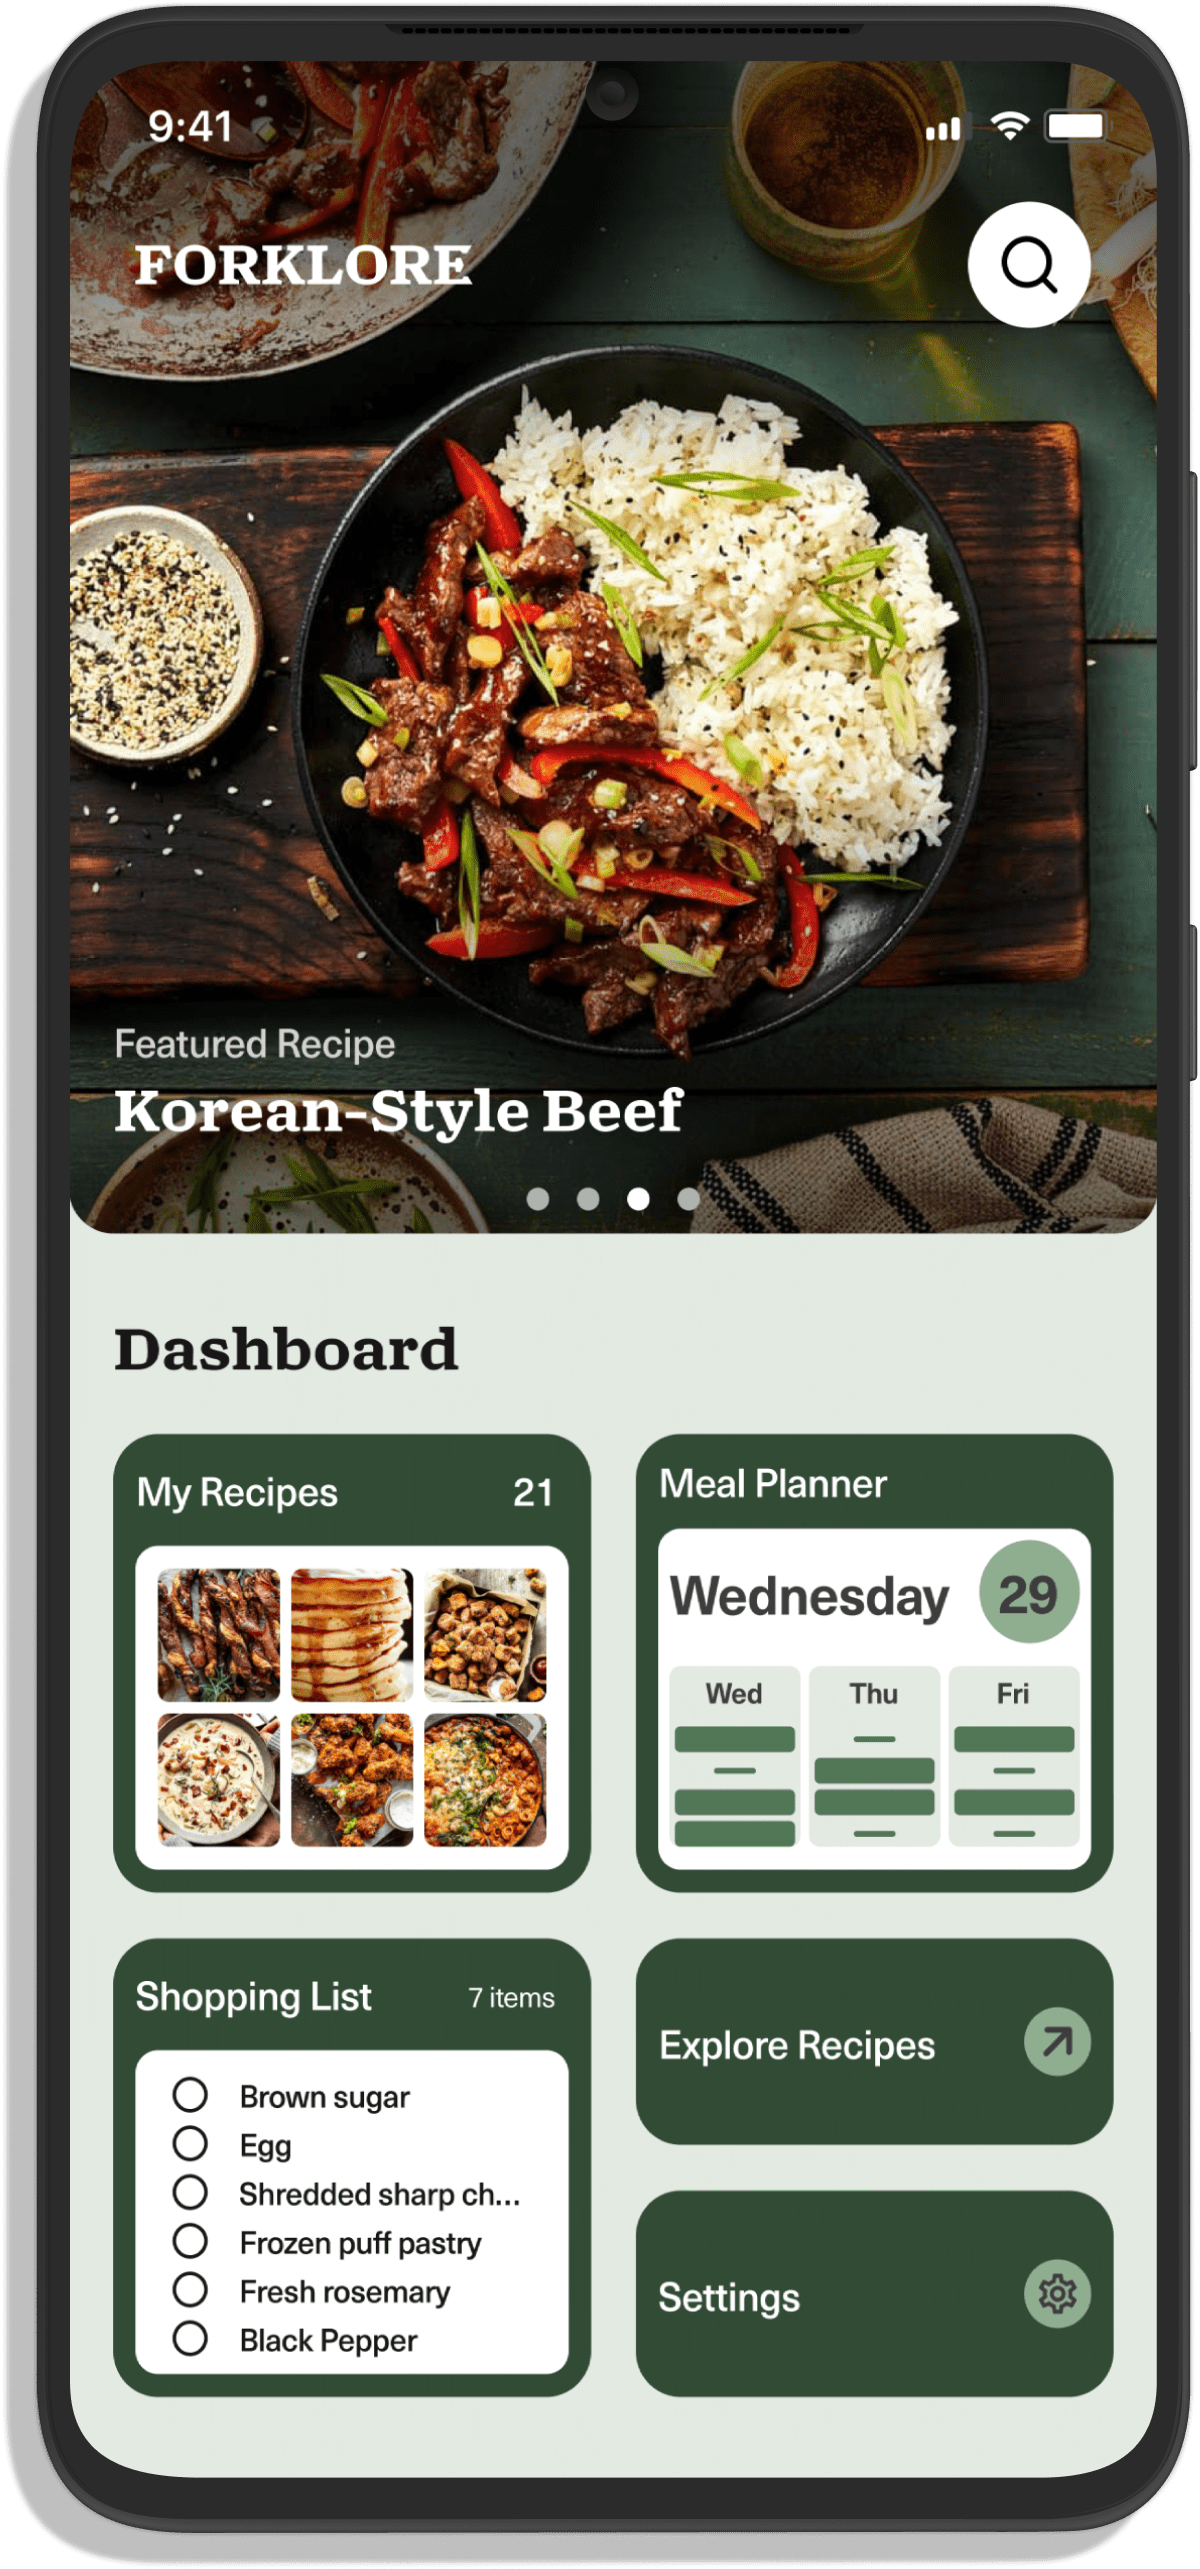 9:41
FORKLORE
Featured Recipe
Korean-Style Beef
Dashboard
My Recipes 21
Meal Planner
Wednesday 29
Wed Thu Fri
Shopping List 7 items
Brown sugar
Egg
Shredded sharp ch...
Frozen puff pastry
Fresh rosemary
Black Pepper
Explore Recipes
Settings